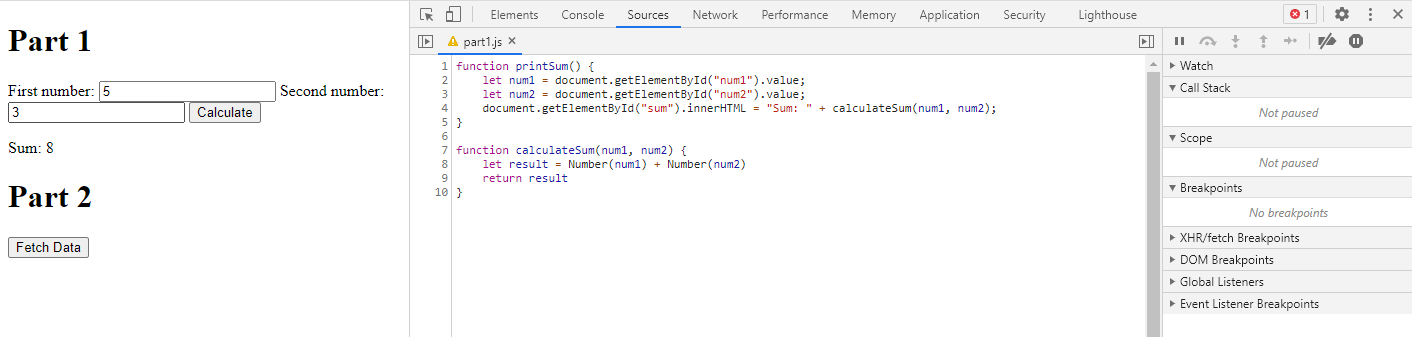 Part 1
First number: 5 Second number:
3 Calculate
Sum: 8
Part 2
Fetch Data
Elements Console Sources Network Performance Memory Application Security Lighthouse 1
part1.js
1 function printSum() {
2 let num1 = document.getElementById("num1").value;
3 let num2 = document.getElementById("num2").value;
4 document.getElementById("sum").innerHTML = "Sum: " + calculateSum(num1, num2);
5 }
6
7 function calculateSum(num1, num2) {
8 let result = Number(num1) + Number(num2)
9 return result
10 }
Watch
Call Stack
Not paused
Scope
Not paused
Breakpoints
No breakpoints
XHR/fetch Breakpoints
DOM Breakpoints
Global Listeners
Event Listener Breakpoints